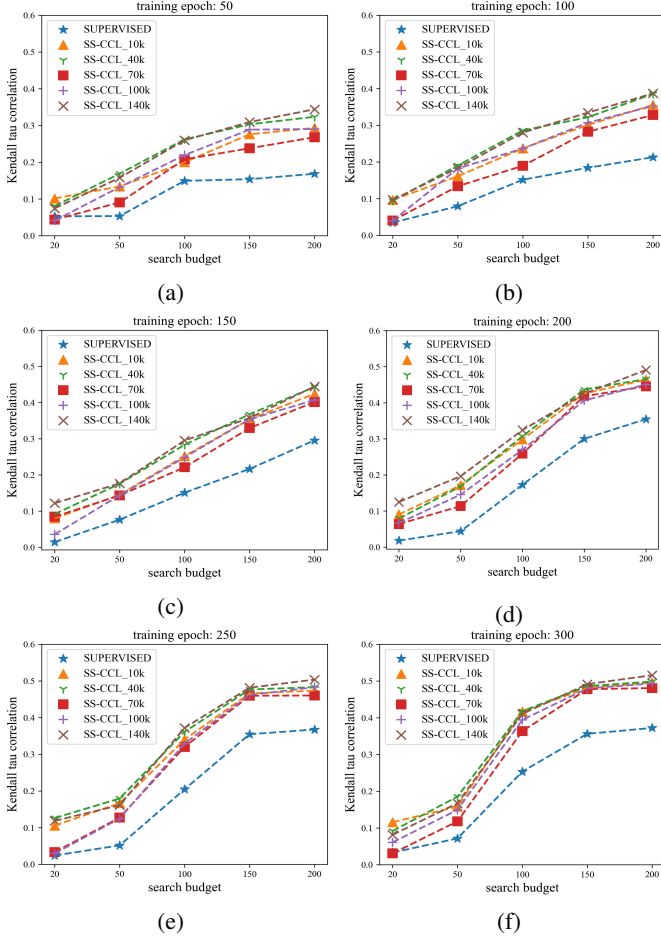 training epoch: 50
0.6
0.5
0.4
0.3
0.2
0.1
0.0
Kendall tau correlation
SUPERVISED
SS-CCL_10k
SS-CCL_40k
SS-CCL_70k
SS-CCL_100k
SS-CCL_140k
20 50 100 150 200
search budget
(a)
training epoch: 100
0.6
0.5
0.4
0.3
0.2
0.1
0.0
Kendall tau correlation
SUPERVISED
SS-CCL_10k
SS-CCL_40k
SS-CCL_70k
SS-CCL_100k
SS-CCL_140k
20 50 100 150 200
search budget
(b)
training epoch: 150
0.6
0.5
0.4
0.3
0.2
0.1
0.0
Kendall tau correlation
SUPERVISED
SS-CCL_10k
SS-CCL_40k
SS-CCL_70k
SS-CCL_100k
SS-CCL_140k
20 50 100 150 200
search budget
(c)
training epoch: 200
0.6
0.5
0.4
0.3
0.2
0.1
0.0
Kendall tau correlation
SUPERVISED
SS-CCL_10k
SS-CCL_40k
SS-CCL_70k
SS-CCL_100k
SS-CCL_140k
20 50 100 150 200
search budget
(d)
training epoch: 250
0.6
0.5
0.4
0.3
0.2
0.1
0.0
Kendall tau correlation
SUPERVISED
SS-CCL_10k
SS-CCL_40k
SS-CCL_70k
SS-CCL_100k
SS-CCL_140k
20 50 100 150 200
search budget
(e)
training epoch: 300
0.6
0.5
0.4
0.3
0.2
0.1
0.0
Kendall tau correlation
SUPERVISED
SS-CCL_10k
SS-CCL_40k
SS-CCL_70k
SS-CCL_100k
SS-CCL_140k
20 50 100 150 200
search budget
(f)